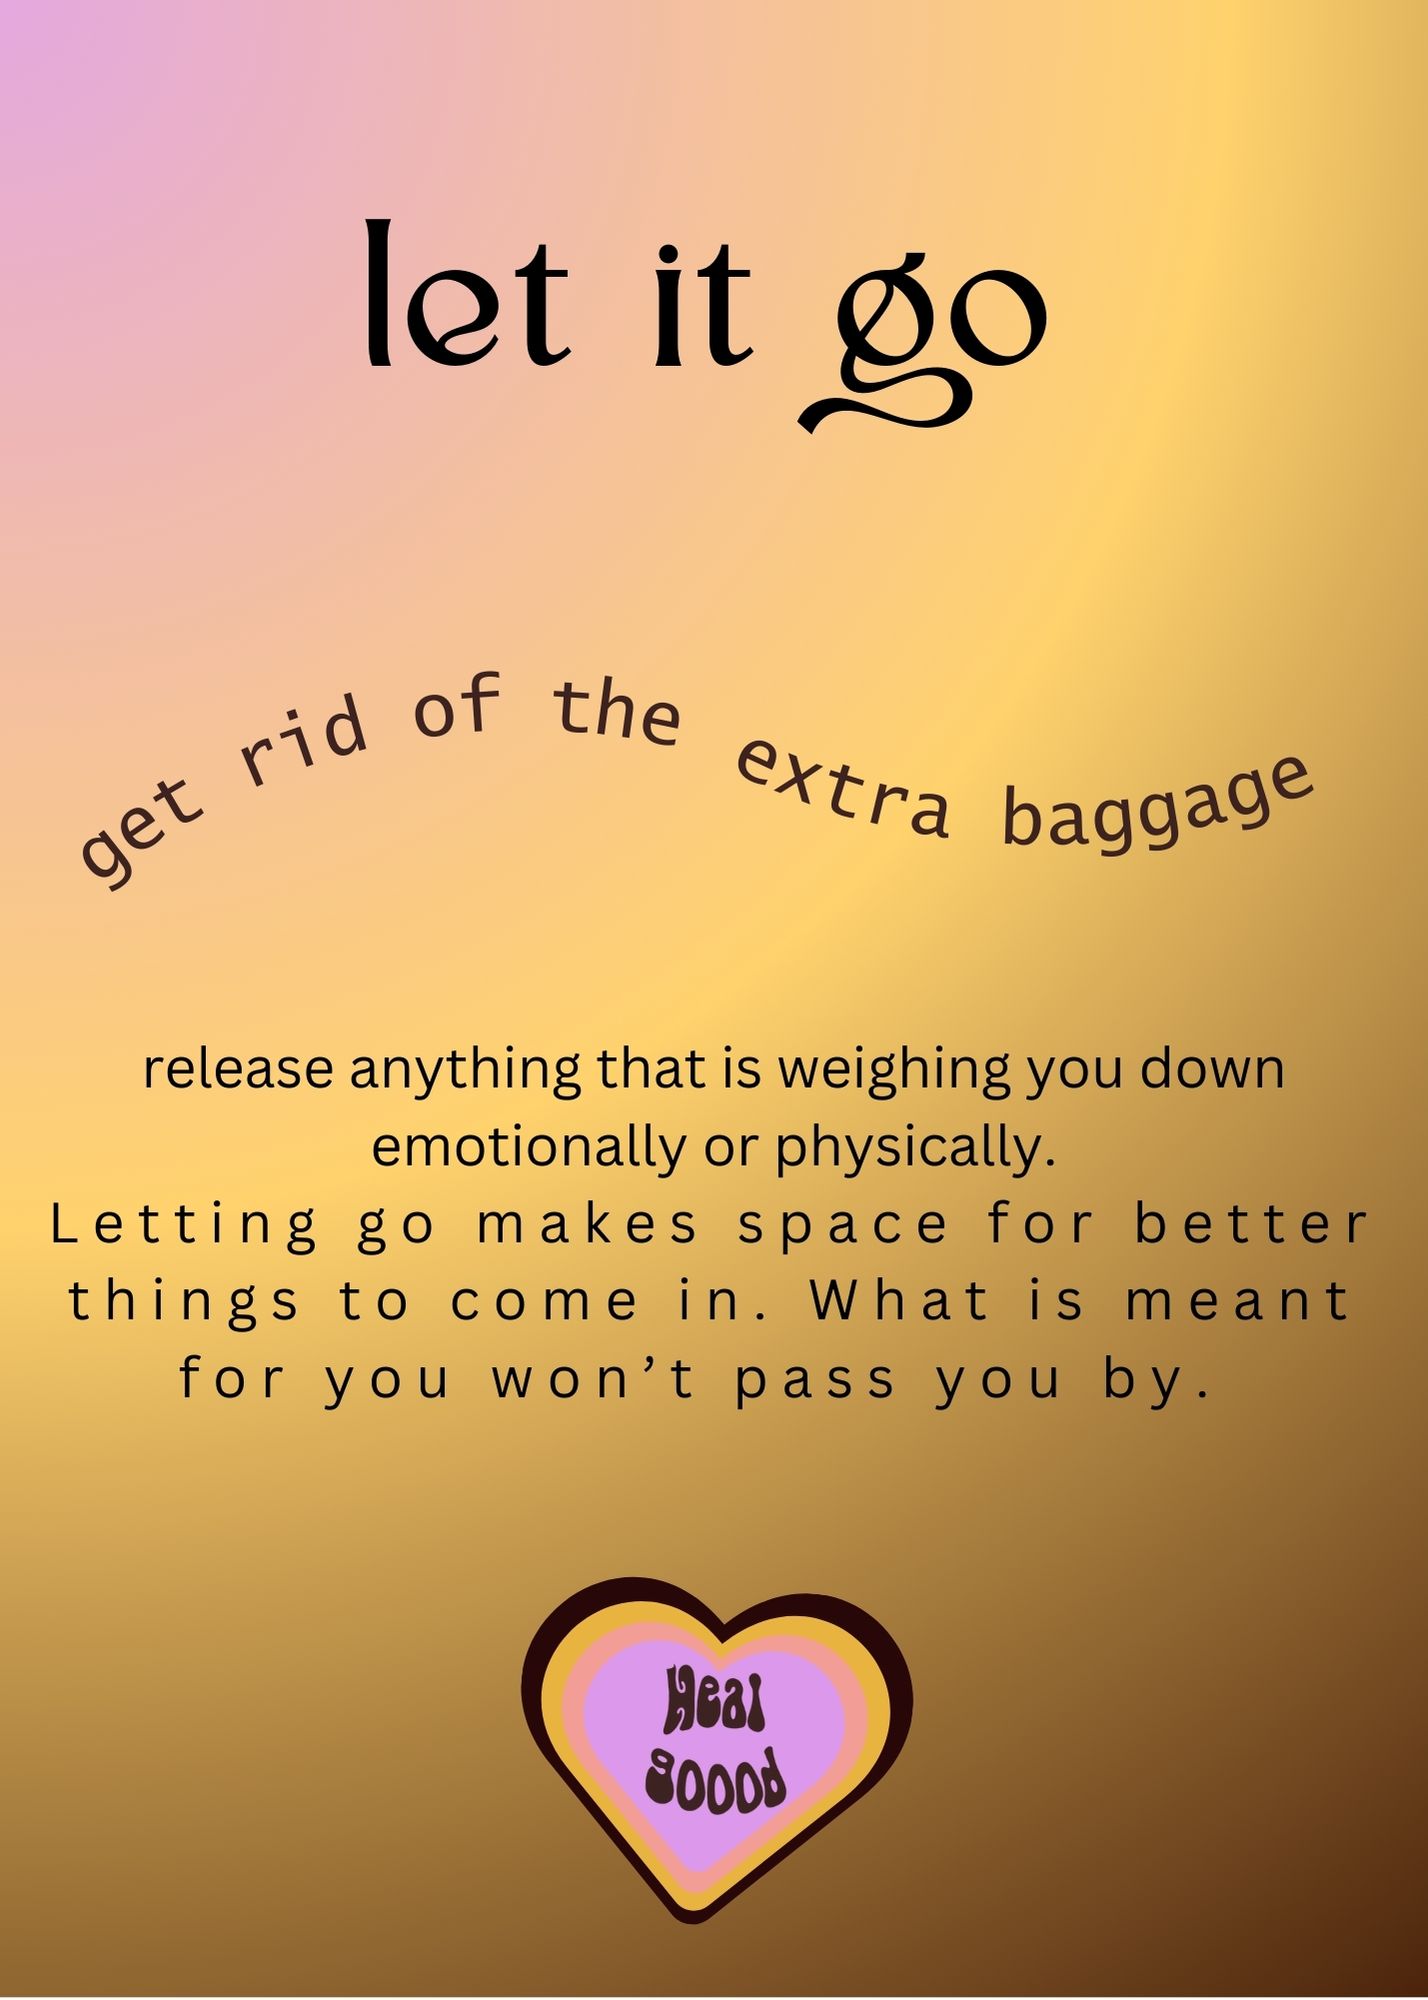 let it go
get rid of the extra baggage
release anything that is weighing you down
emotionally or physically.
Letting go makes space for better
things to come in. What is meant
for you won’t pass you by.
Heal
goood